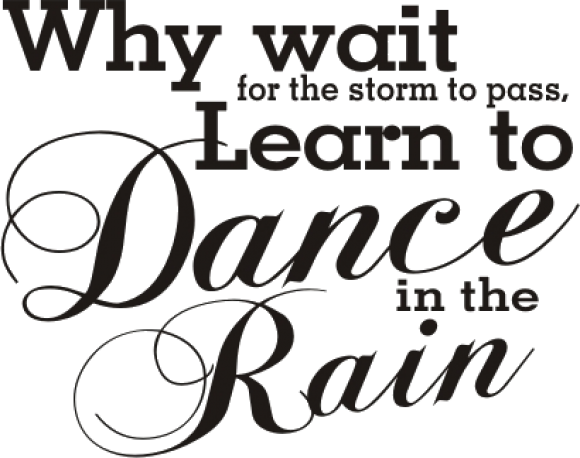 Why wait
for the storm to pass,
Learn to
Dance
in the
Rain